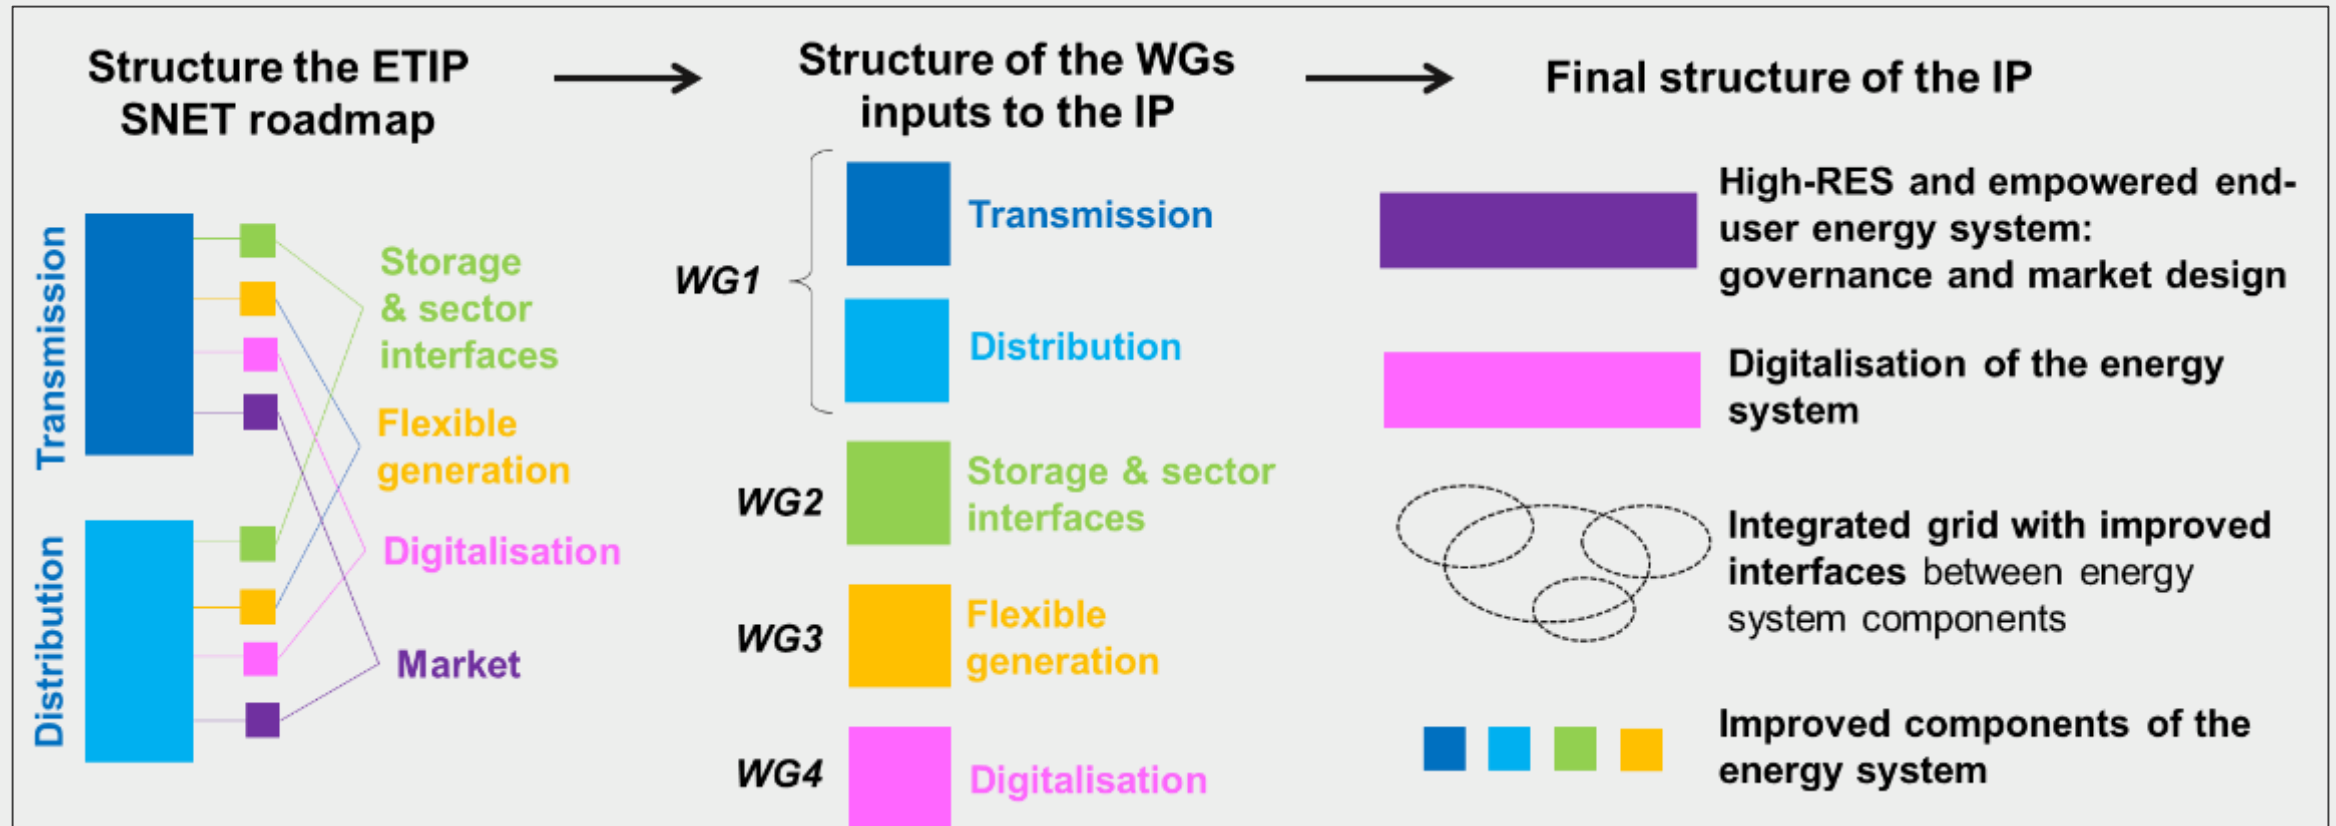 Structure the ETIP
SNET roadmap
Structure of the WGs
inputs to the IP
Final structure of the IP
Transmission
Distribution
Storage
& sector
interfaces
Flexible
generation
Digitalisation
Market
WG1
Transmission
Distribution
WG2
Storage & sector
interfaces
WG3
Flexible
generation
WG4
Digitalisation
High-RES and empowered end-
user energy system:
governance and market design
Digitalisation of the energy
system
Integrated grid with improved
interfaces between energy
system components
Improved components of the
energy system